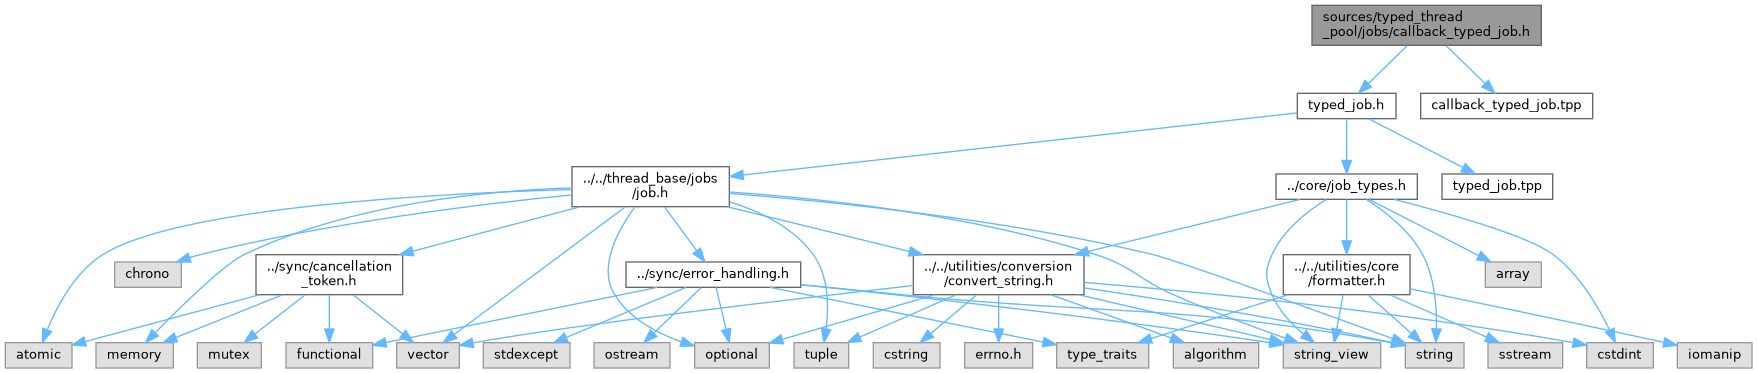 sources/typed_thread
_pool/jobs/callback_typed_job.h
typed_job.h
callback_typed_job.tpp
../../thread_base/jobs
/job.h
../core/job_types.h
typed_job.tpp
chrono
../sync/cancellation
_token.h
../sync/error_handling.h
../../utilities/conversion
/convert_string.h
../../utilities/core
/formatter.h
array
atomic
memory
mutex
functional
vector
stdexcept
ostream
optional
tuple
cstring
errno.h
type_traits
algorithm
string_view
string
sstream
cstdint
iomanip